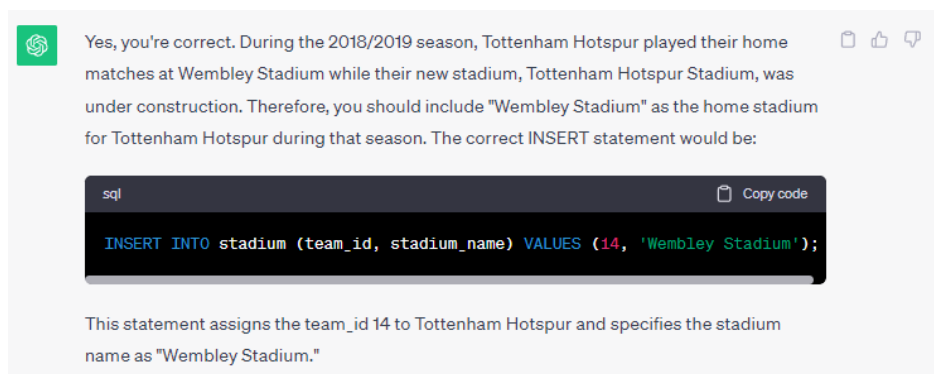 Yes, you're correct. During the 2018/2019 season, Tottenham Hotspur played their home
matches at Wembley Stadium while their new stadium, Tottenham Hotspur Stadium, was
under construction. Therefore, you should include "Wembley Stadium" as the home stadium
for Tottenham Hotspur during that season. The correct INSERT statement would be:
sql Copy code
INSERT INTO stadium (team_id, stadium_name) VALUES (14, 'Wembley Stadium');
This statement assigns the team_id 14 to Tottenham Hotspur and specifies the stadium
name as "Wembley Stadium."